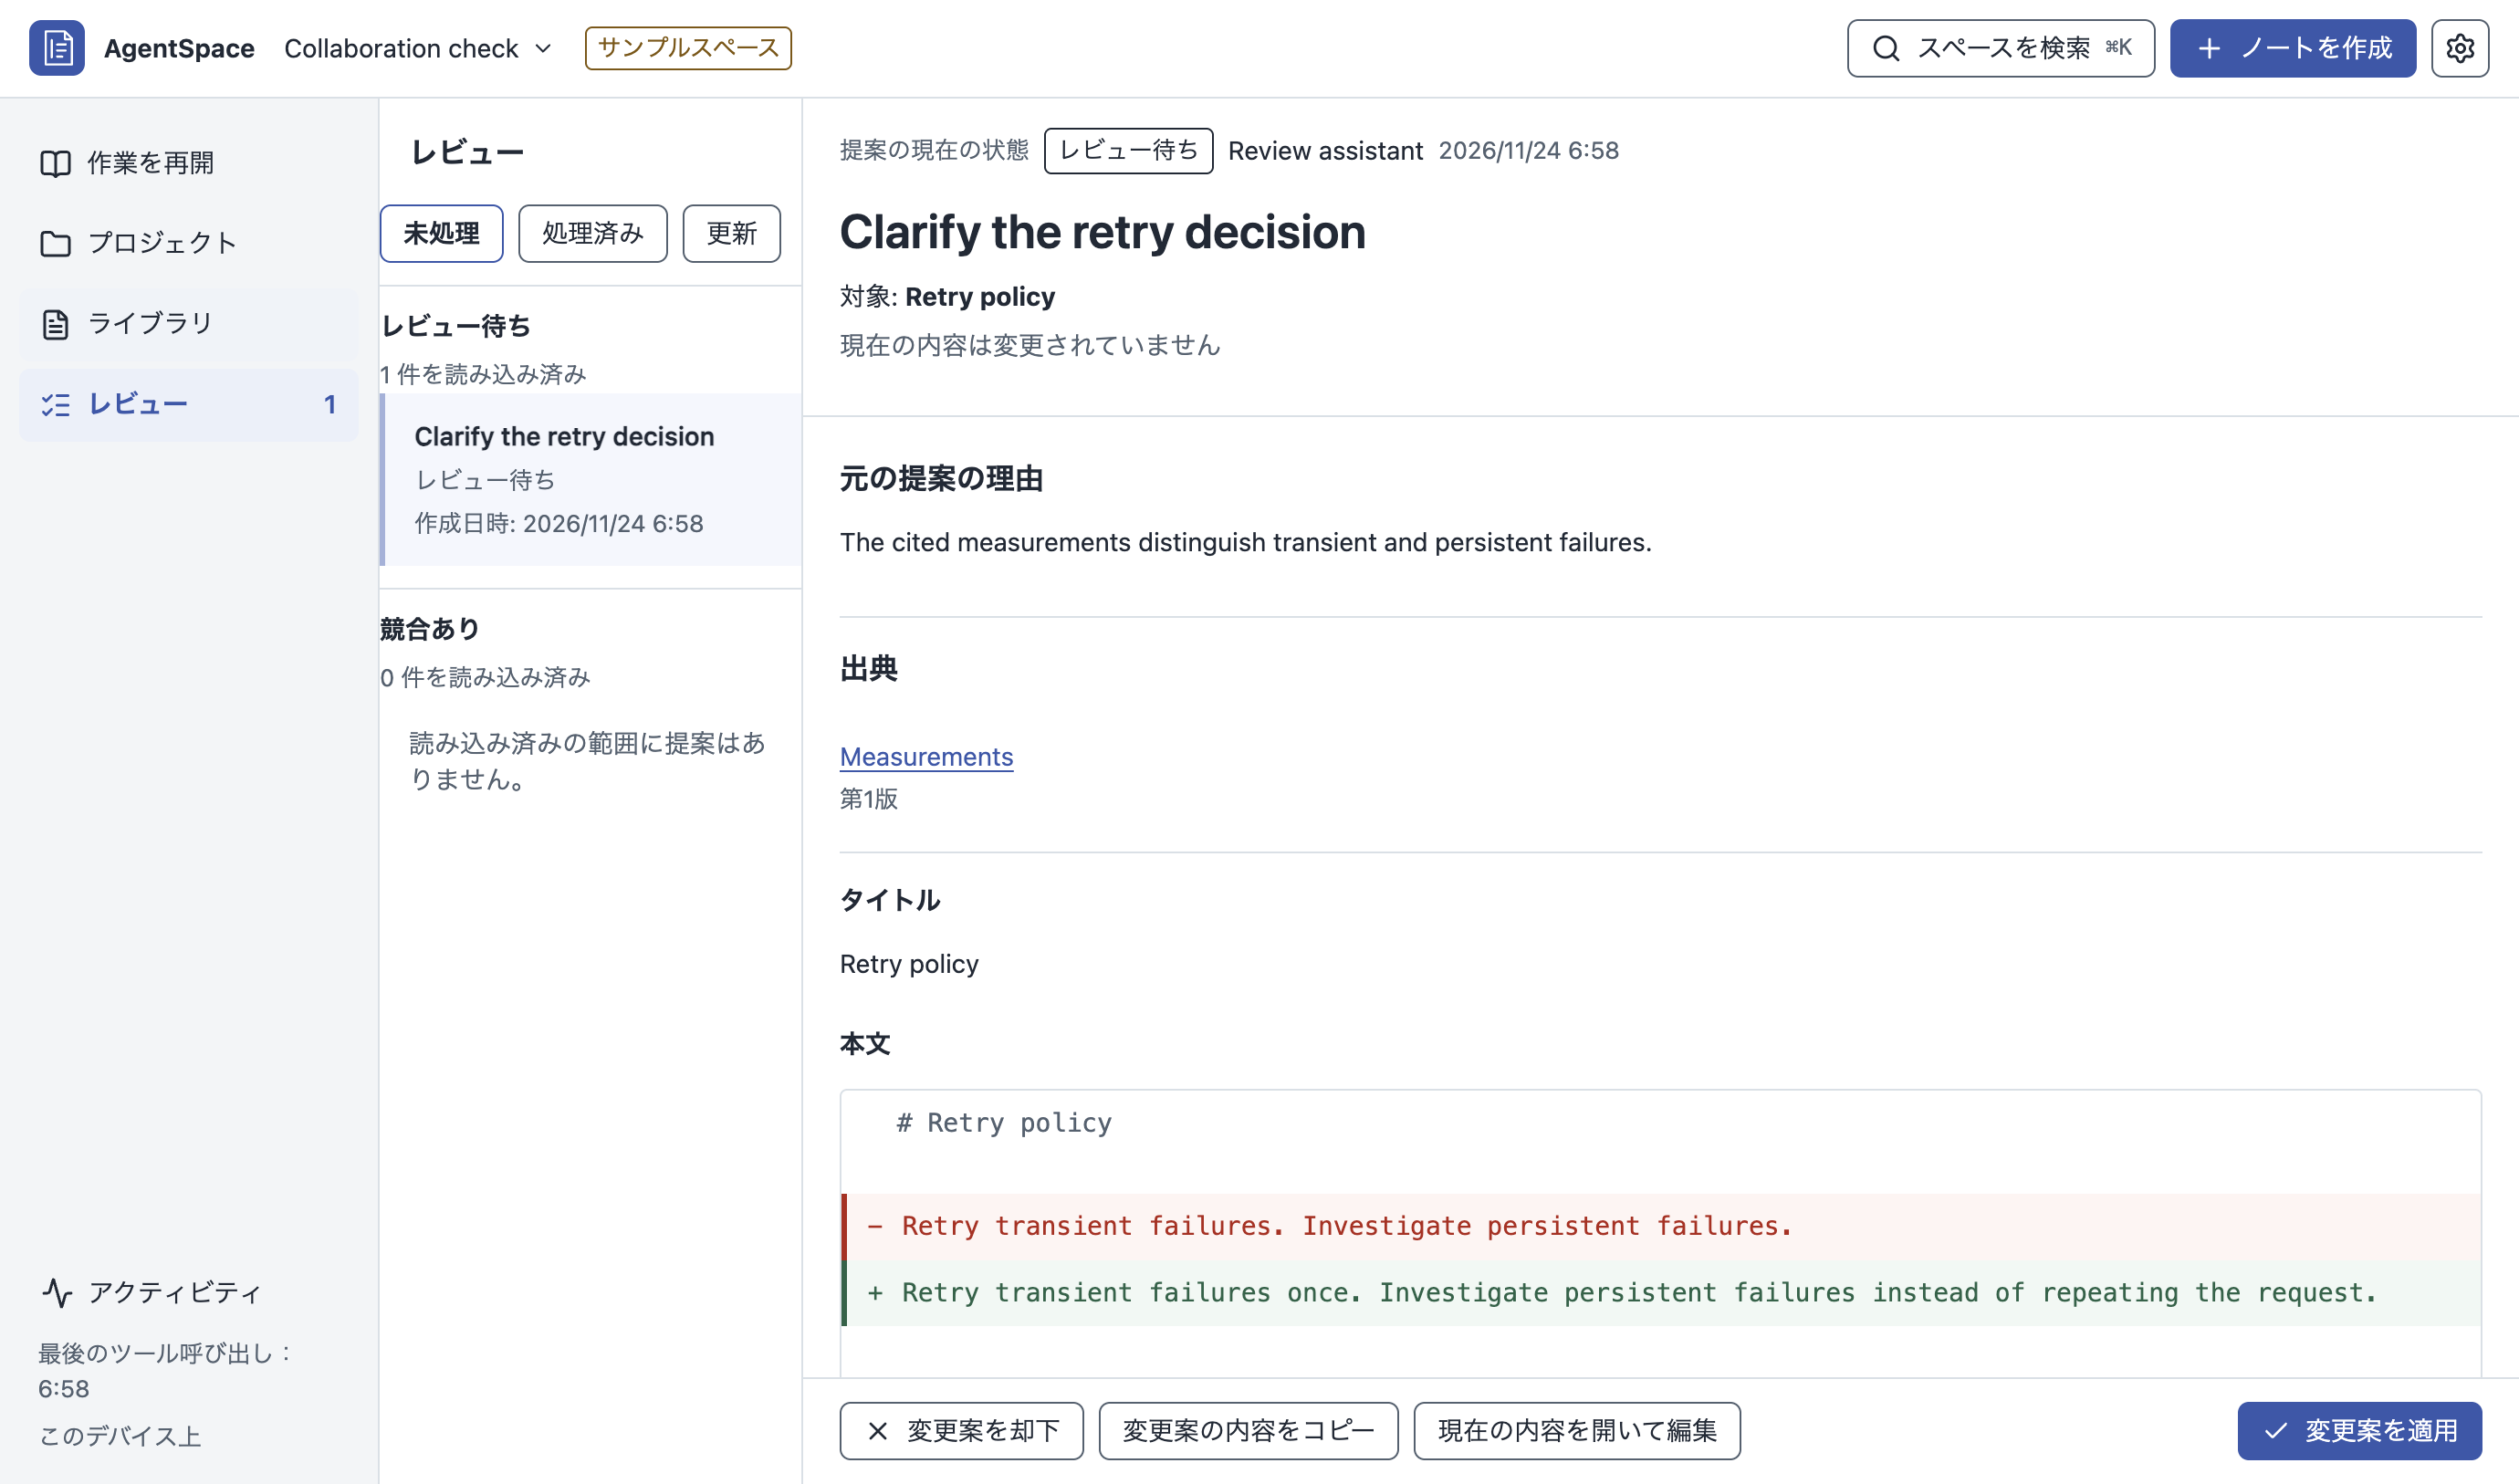 AgentSpace
Collaboration check
サンプルスペース
スペースを検索 ⌘K
ノートを作成
作業を再開
プロジェクト
ライブラリ
レビュー 1
アクティビティ
最後のツール呼び出し：
6:58
このデバイス上
レビュー
未処理
処理済み
更新
レビュー待ち
1 件を読み込み済み
Clarify the retry decision
レビュー待ち
作成日時: 2026/11/24 6:58
競合あり
0 件を読み込み済み
読み込み済みの範囲に提案はあ
りません。
提案の現在の状態 レビュー待ち Review assistant 2026/11/24 6:58
Clarify the retry decision
対象: Retry policy
現在の内容は変更されていません
元の提案の理由
The cited measurements distinguish transient and persistent failures.
出典
Measurements
第1版
タイトル
Retry policy
本文
# Retry policy
− Retry transient failures. Investigate persistent failures.
+ Retry transient failures once. Investigate persistent failures instead of repeating the request.
変更案を却下
変更案の内容をコピー
現在の内容を開いて編集
変更案を適用